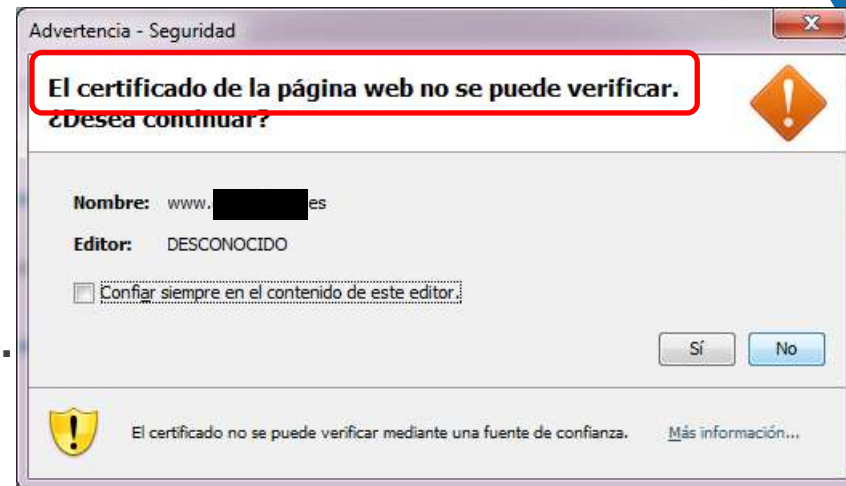 Advertencia - Seguridad
El certificado de la página web no se puede verificar.
¿Desea continuar?
Nombre: www. es
Editor: DESCONOCIDO
Confiar siempre en el contenido de este editor.
.
Sí No
El certificado no se puede verificar mediante una fuente de confianza. Más información...